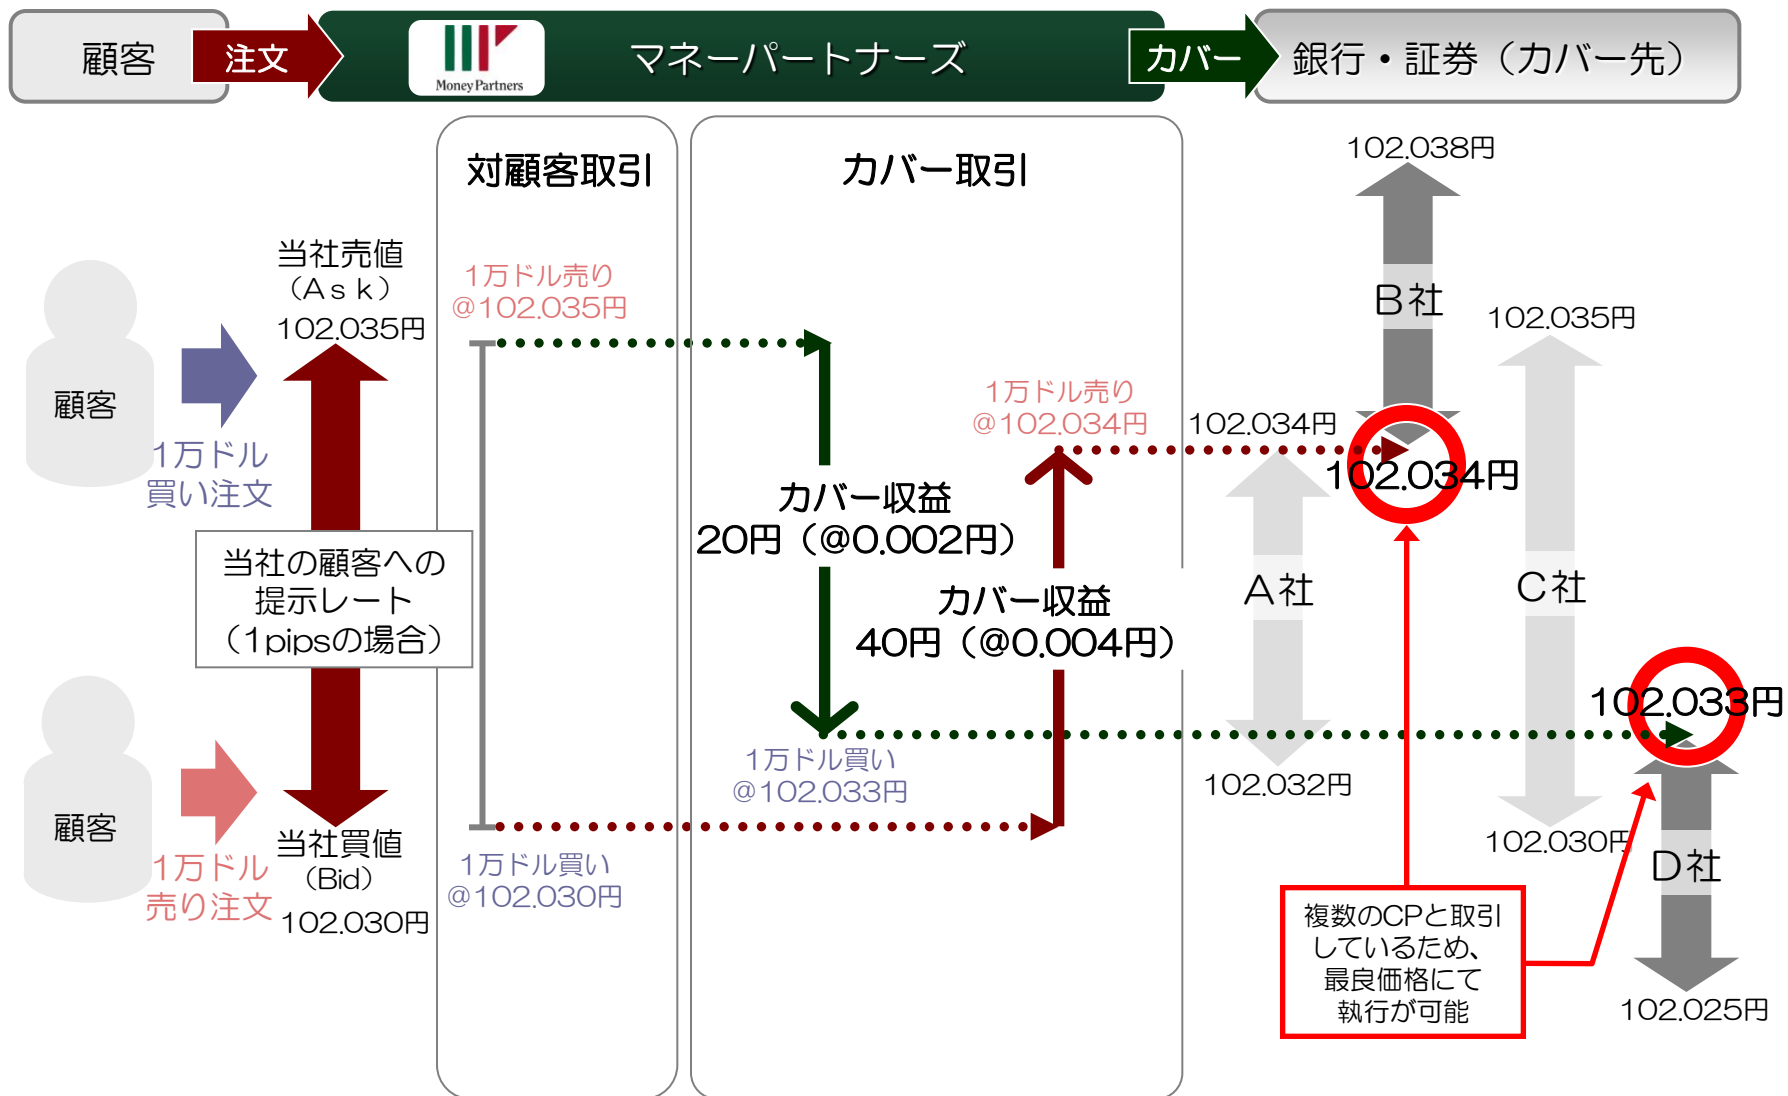 顧客
注文
Money Partners
マネーパートナーズ
カバー
銀行・証券（カバー先）
対顧客取引
カバー取引
当社売値
（Ａｓｋ）
102.035円
顧客
1万ドル
買い注文
当社の顧客への
提示レート
（1pipsの場合）
顧客
1万ドル
売り注文
当社買値
（Bid）
102.030円
1万ドル売り
@102.035円
1万ドル買い
@102.030円
カバー収益
20円（@0.002円）
1万ドル買い
@102.033円
1万ドル売り
@102.034円
カバー収益
40円（@0.004円）
102.034円
A社
102.032円
102.038円
B社
102.034円
102.035円
C社
102.030円
102.033円
D社
102.025円
複数のCPと取引
しているため、
最良価格にて
執行が可能